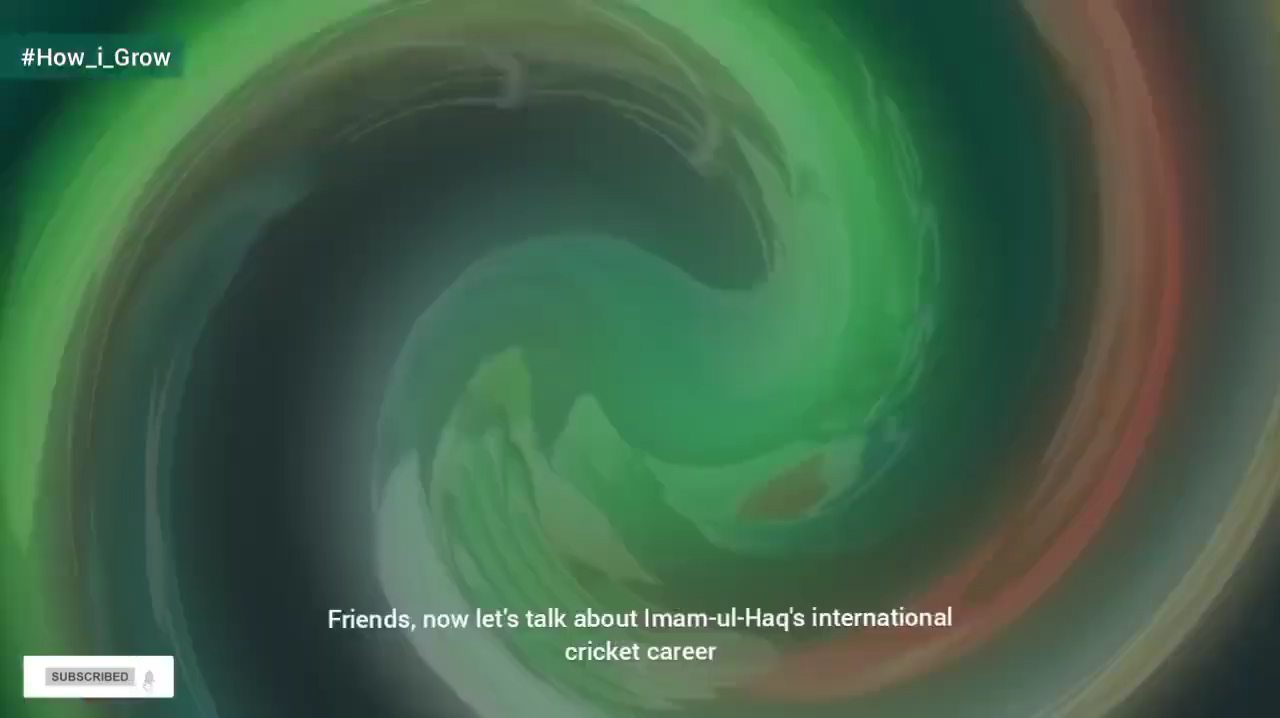 #How_i_Grow
Friends, now let's talk about Imam-ul-Haq's international
cricket career
SUBSCRIBED